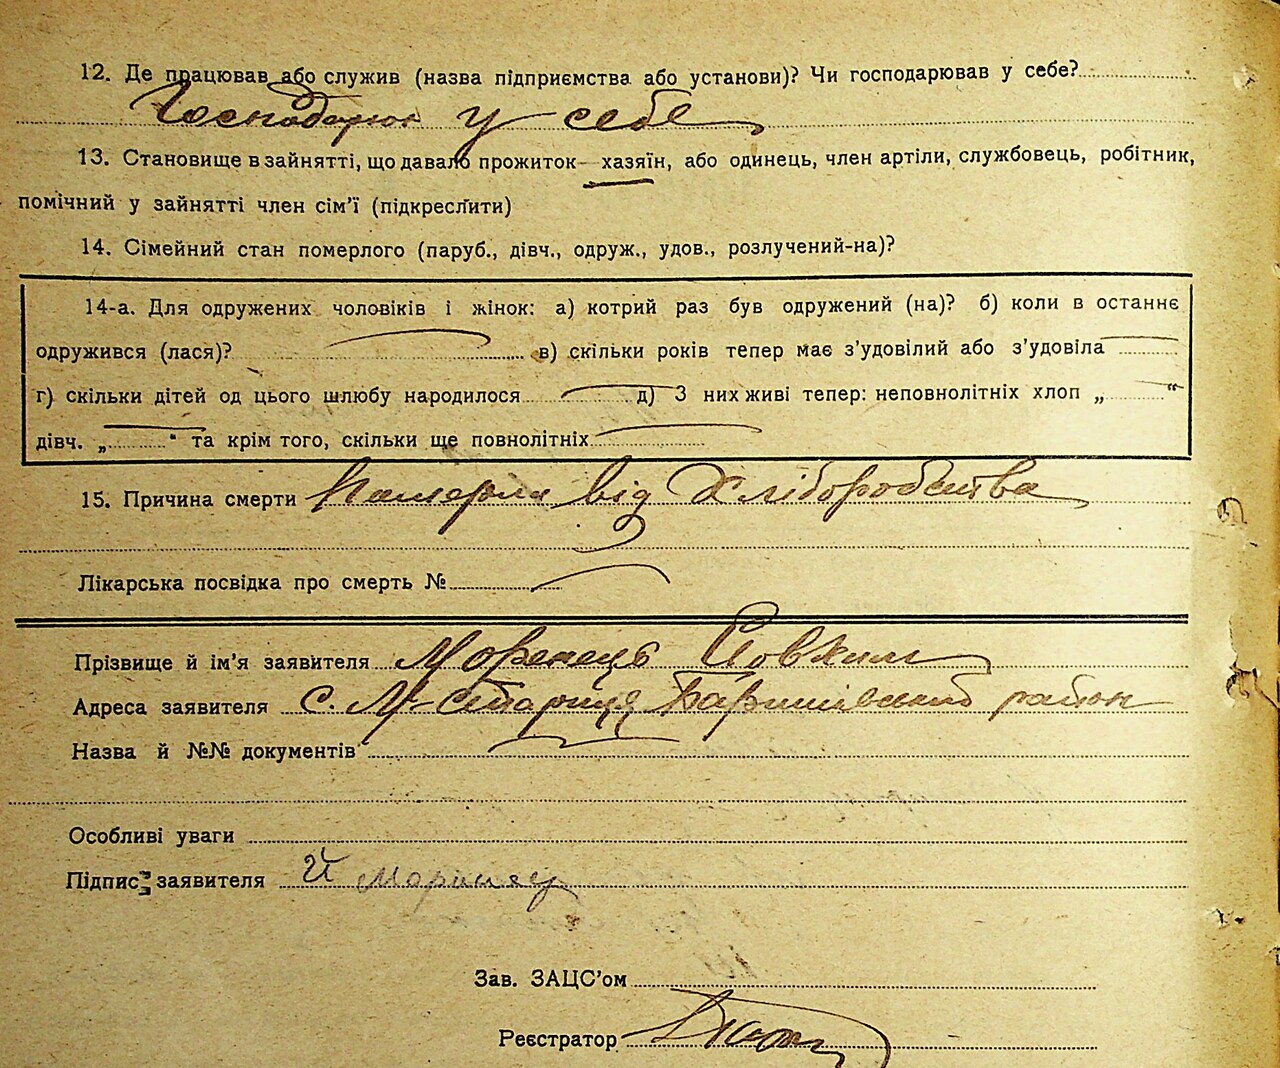 12. Де працював або служив (назва підприємства або установи)? Чи господарював у себе?
Господарюв у себе
13. Становище в зайнятті, що давало прожиток — хазяїн, або одинець, член артіли, службовець, робітник,
помічний у зайнятті член сім'ї (підкреслити)
14. Сімейний стан померлого (паруб., дівч., одруж., удов., розлучений-на)?
14-а. Для одружених чоловіків і жінок: а) котрий раз був одружений (на)? б) коли в останнє
одружився (лася)? в) скільки років тепер має з'удовілий або з'удовіла
г) скільки дітей од цього шлюбу народилося д) З них живі тепер: неповнолітніх хлоп „ “
дівч. „ “ та крім того, скільки ще повнолітніх
15. Причина смерти Померла від Хліборобства
Лікарська посвідка про смерть №
Прізвище й ім'я заявителя Моренець Йовхим
Адреса заявителя с. М-Стариця Баришівський район
Назва й №№ документів
Особливі уваги
Підпис заявителя Й Моринец
Зав. ЗАЦС'ом
Реєстратор